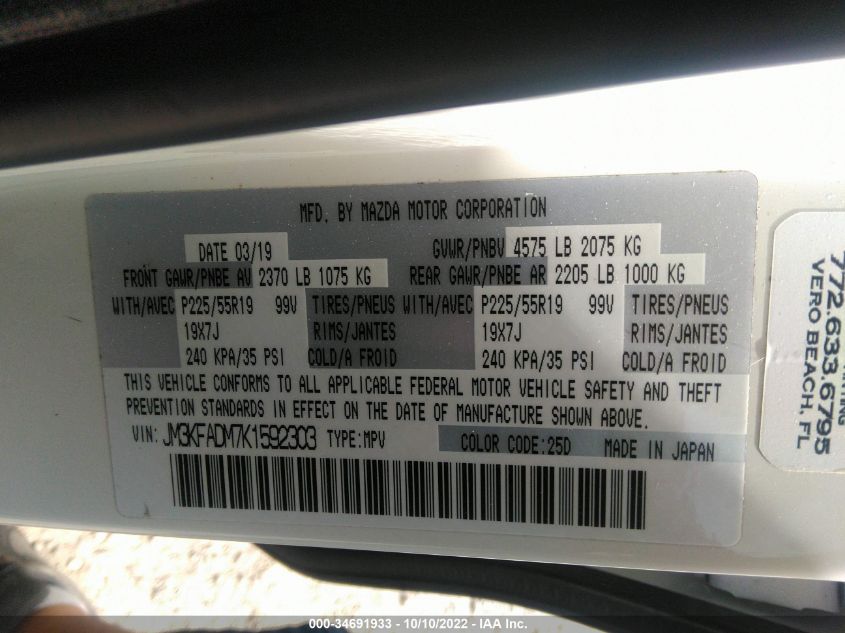 MFD. BY MAZDA MOTOR CORPORATION
DATE 03/19 GVWR/PNBV 4575 LB 2075 KG
FRONT GAWR/PNBE AV 2370 LB 1075 KG REAR GAWR/PNBE AR 2205 LB 1000 KG
WITH/AVEC P225/55R19 99V TIRES/PNEUS WITH/AVEC P225/55R19 99V TIRES/PNEUS
19X7J RIMS/JANTES 19X7J RIMS/JANTES
240 KPA/35 PSI COLD/A FROID 240 KPA/35 PSI COLD/A FROID
THIS VEHICLE CONFORMS TO ALL APPLICABLE FEDERAL MOTOR VEHICLE SAFETY AND THEFT
PREVENTION STANDARDS IN EFFECT ON THE DATE OF MANUFACTURE SHOWN ABOVE.
VIN: JM3KFADM7K1592303 TYPE:MPV COLOR CODE:25D MADE IN JAPAN
772.633.6795
VERO BEACH, FL
000-34691933 - 10/10/2022 - IAA Inc.